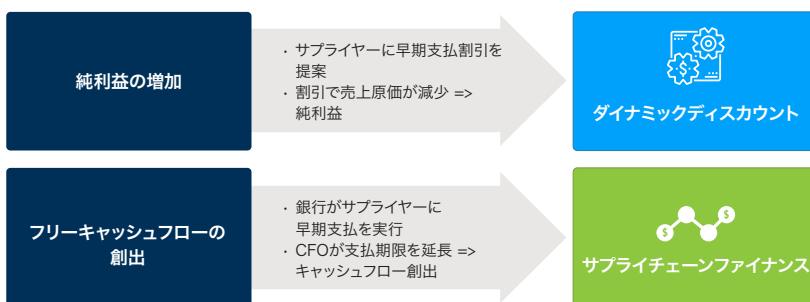 純利益の増加
・ サプライヤーに早期支払割引を
提案
・ 割引で売上原価が減少 =>
純利益
ダイナミックディスカウント
フリーキャッシュフローの
創出
・ 銀行がサプライヤーに
早期支払を実行
・ CFOが支払期限を延長 =>
キャッシュフロー創出
サプライチェーンファイナンス